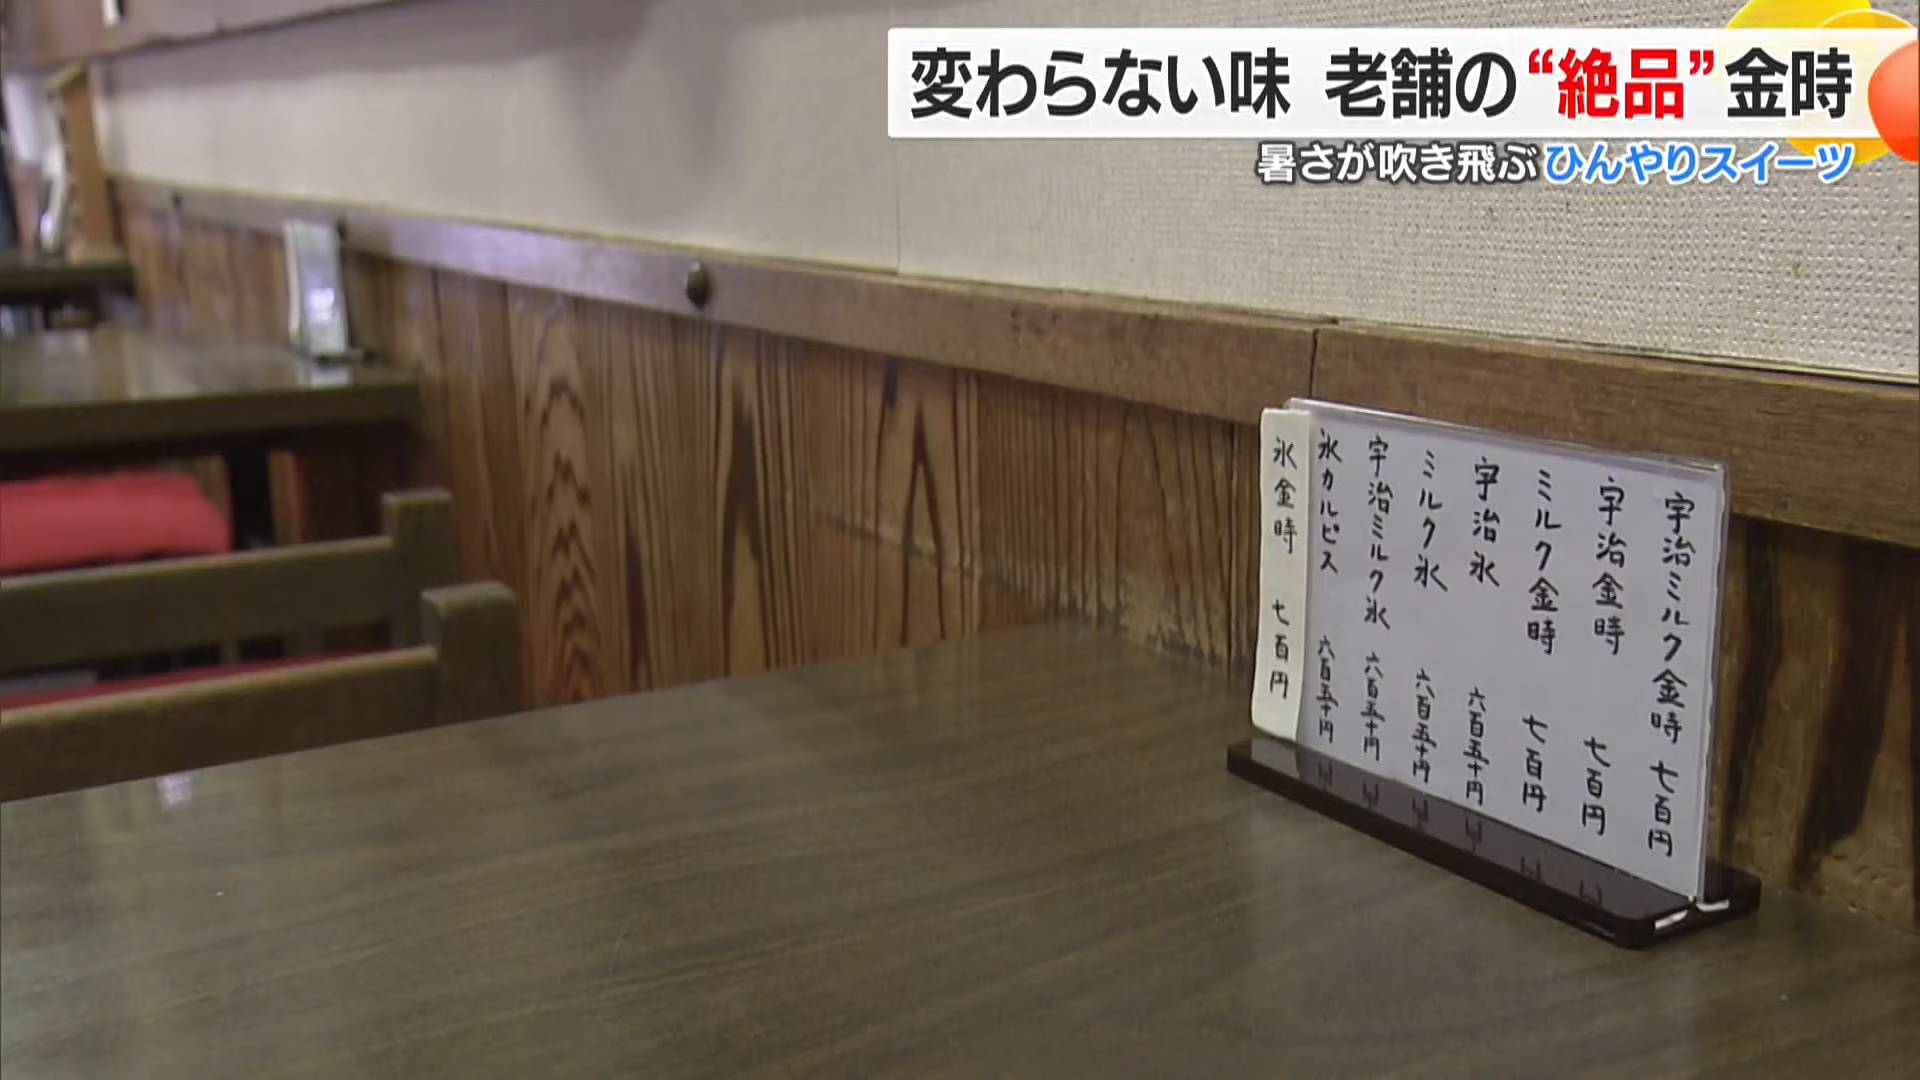 変わらない味 老舗の“絶品”金時
暑さが吹き飛ぶひんやりスイーツ
宇治ミルク金時 七百円
宇治金時 七百円
ミルク金時 七百円
宇治氷 六百五十円
ミルク氷 六百五十円
宇治ミルク氷 六百五十円
氷カルピス 六百五十円
氷金時 七百円